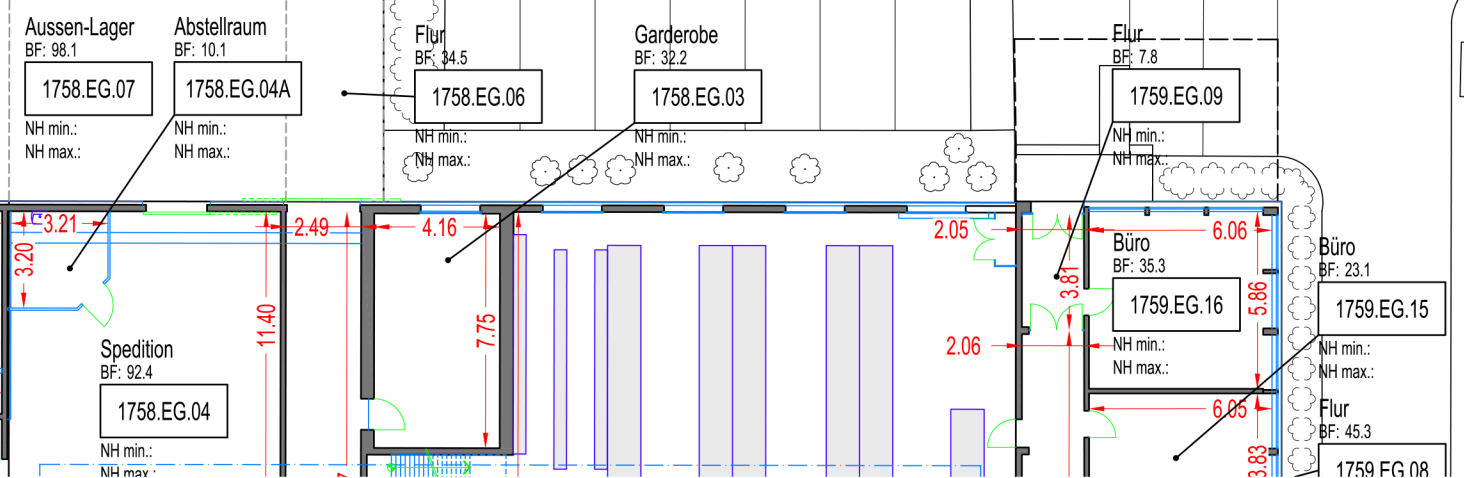 Aussen-Lager
BF: 98.1
1758.EG.07
NH min.:
NH max.:
Abstellraum
BF: 10.1
1758.EG.04A
NH min.:
NH max.:
Flur
BF: 34.5
1758.EG.06
NH min.:
NH max.:
Garderobe
BF: 32.2
1758.EG.03
NH min.:
NH max.:
Flur
BF: 7.8
1759.EG.09
NH min.:
NH max.:
3.21
2.49
4.16
2.05
6.06
3.20
11.40
7.75
3.81
5.86
Büro
BF: 35.3
1759.EG.16
NH min.:
NH max.:
Büro
BF: 23.1
1759.EG.15
NH min.:
NH max.:
2.06
Spedition
BF: 92.4
1758.EG.04
NH min.:
NH max.:
6.05
3.83
Flur
BF: 45.3
1759.EG.08